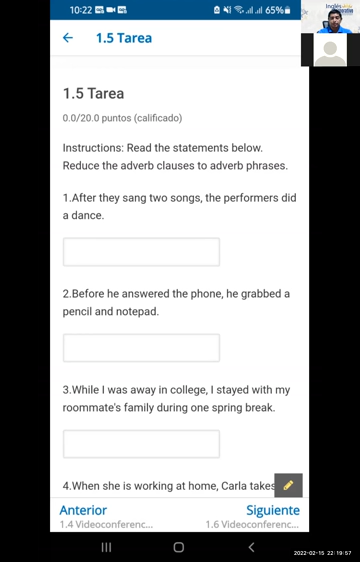 10:22
65%
Inglés
1.5 Tarea
1.5 Tarea
0.0/20.0 puntos (calificado)
Instructions: Read the statements below.
Reduce the adverb clauses to adverb phrases.
1.After they sang two songs, the performers did
a dance.
2.Before he answered the phone, he grabbed a
pencil and notepad.
3.While I was away in college, I stayed with my
roommate's family during one spring break.
4.When she is working at home, Carla takes
Anterior
Siguiente
1.4 Videoconferenc...
1.6 Videoconferenc...
2022-02-15 22:19:57